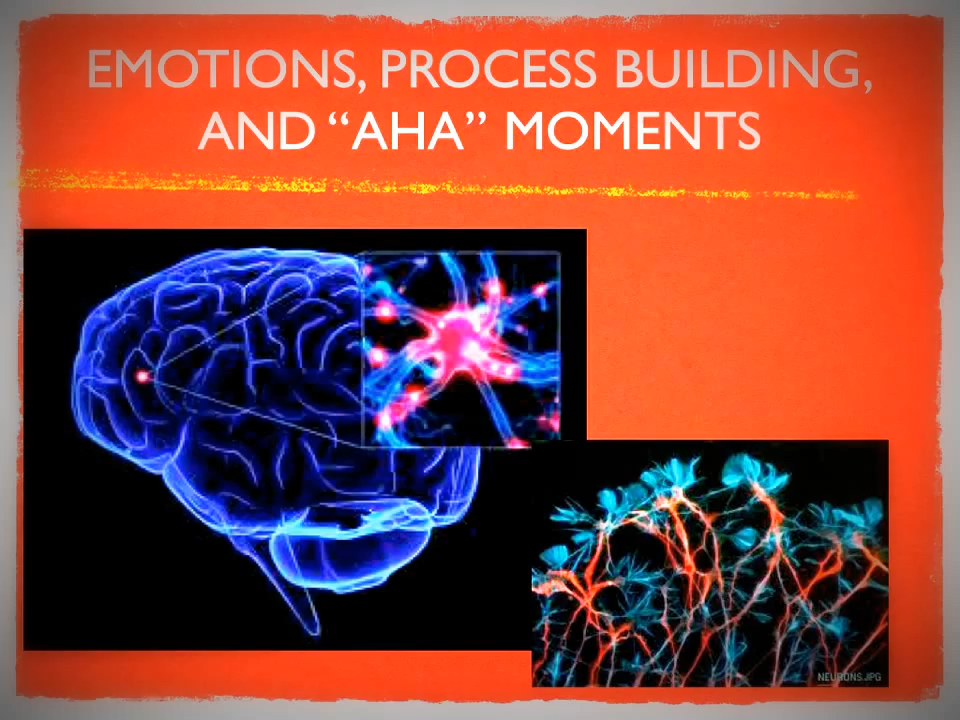 EMOTIONS, PROCESS BUILDING,
AND “AHA” MOMENTS
NEURONS.JPG